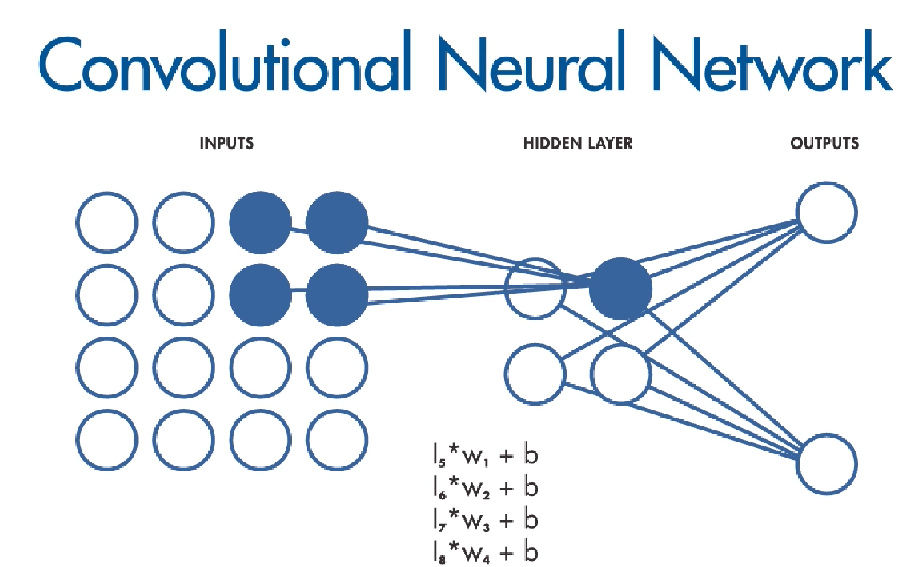 Convolutional Neural Network
INPUTS
HIDDEN LAYER
OUTPUTS
I₅*w₁ + b
I₆*w₂ + b
I₇*w₃ + b
I₈*w₄ + b